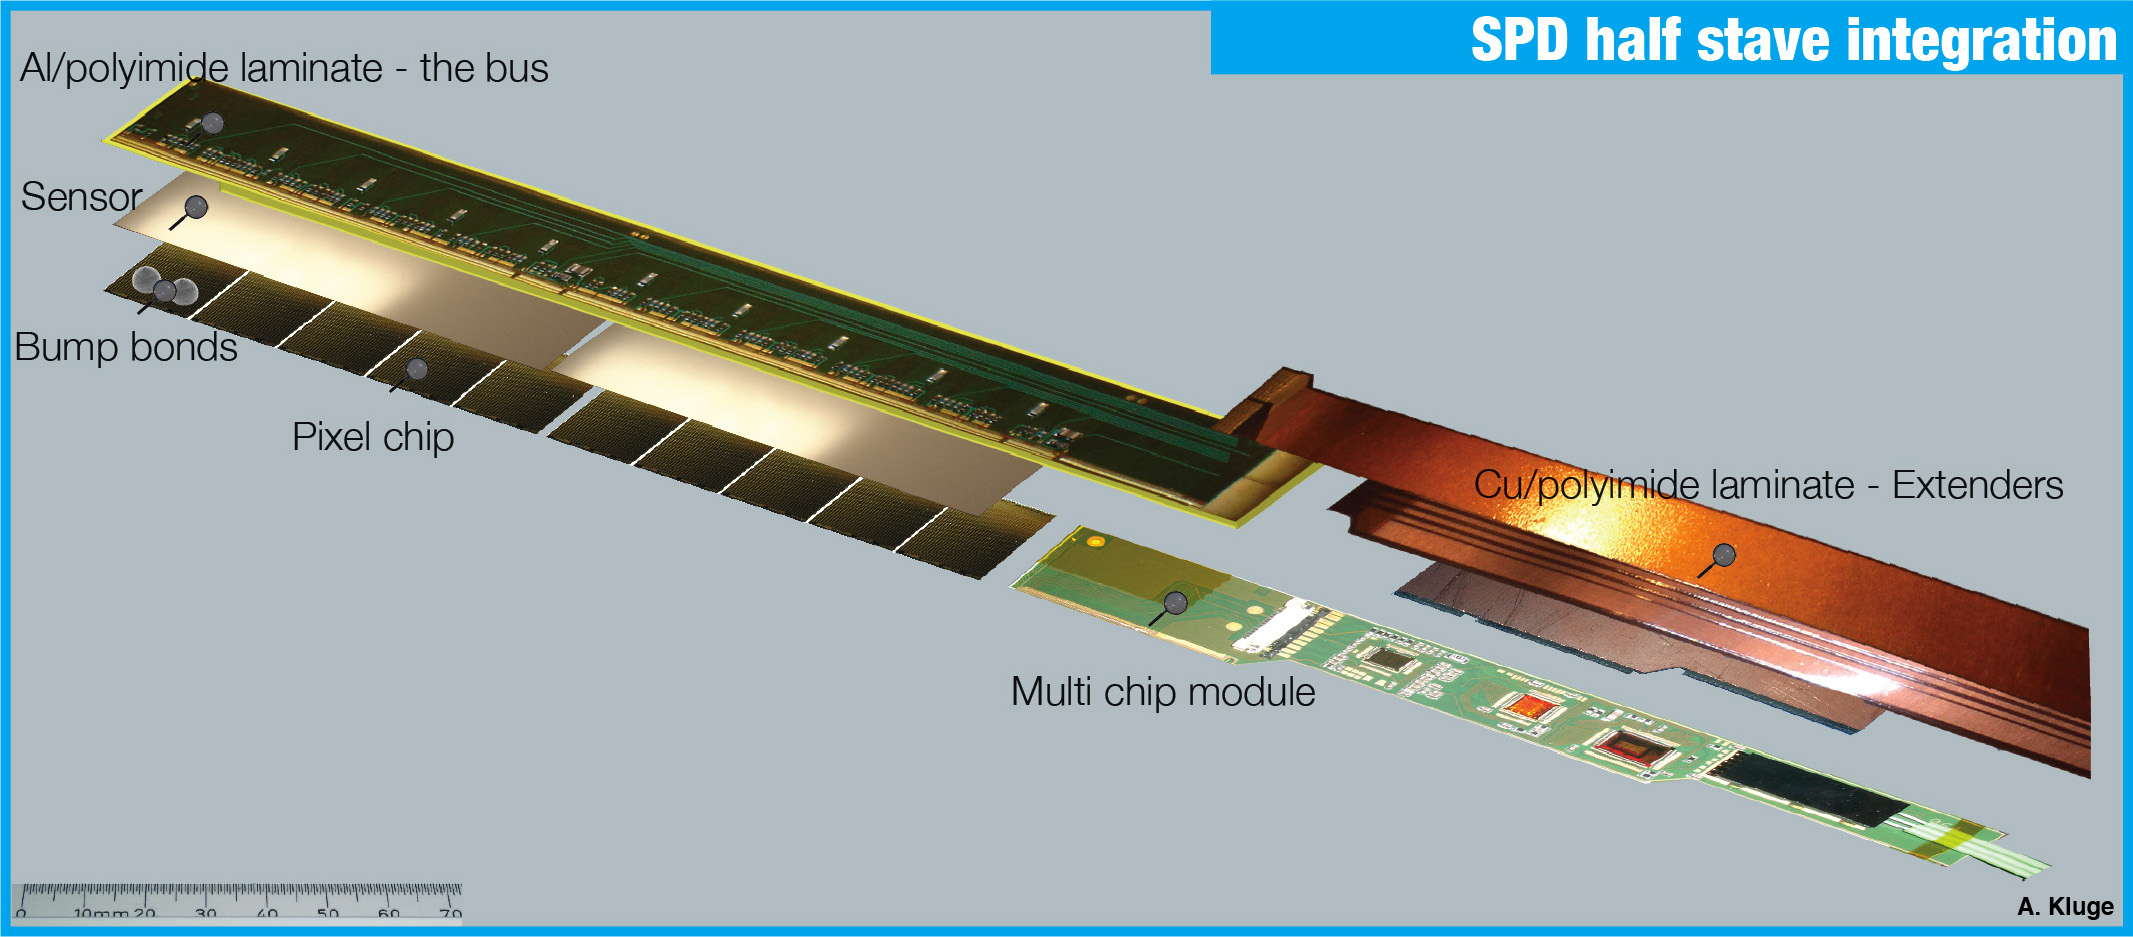 SPD half stave integration
Al/polyimide laminate - the bus
Sensor
Bump bonds
Pixel chip
Cu/polyimide laminate - Extenders
Multi chip module
0 10mm 20 30 40 50 60 70
A. Kluge